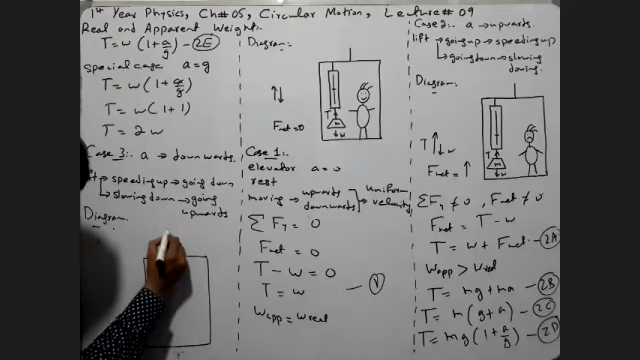 1st Year Physics, Ch#05, Circular Motion, Lecture #09
Real and Apparent Weight:-
T = w (1 + a/g) - 2E
special case a = g
T = w (1 + a/g)
T = w (1 + 1)
T = 2w
Case 3:- a → downwards.
lift → speeding up → going down
→ slowing down → going upwards
Diagram
Diagram:-
↑↓
Fnet = 0
T
m
w
Case 1:-
elevator a = 0
rest
moving → upwards
downwards → uniform velocity
Σ Fy = 0
Fnet = 0
T - w = 0
T = w — V
wapp = wreal
Case 2:- a → upwards.
lift → going up → speeding up
→ going down → slowing down.
Diagram:
T ↑ ↓ w
Fnet = ↑
T
m
w
Σ Fy ≠ 0, Fnet ≠ 0
Fnet = T - w
T = w + Fnet - 2A
wapp > wreal
T = mg + ma - 2B
T = m (g + a) - 2C
T = mg (1 + a/g) - 2D